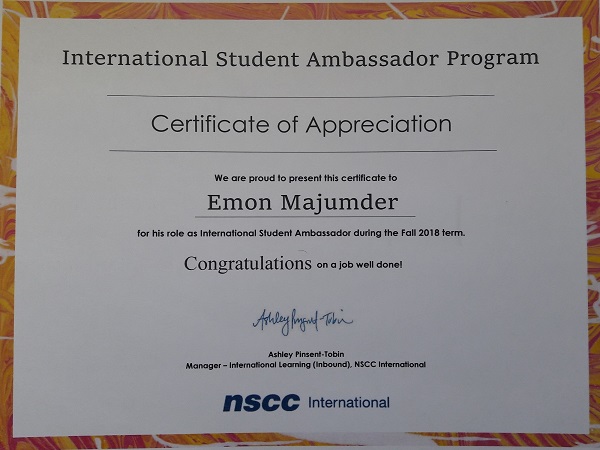 International Student Ambassador Program
Certificate of Appreciation
We are proud to present this certificate to
Emon Majumder
for his role as International Student Ambassador during the Fall 2018 term.
Congratulations on a job well done!
Ashley Pinsent-Tobin
Ashley Pinsent-Tobin
Manager – International Learning (Inbound), NSCC International
nscc International